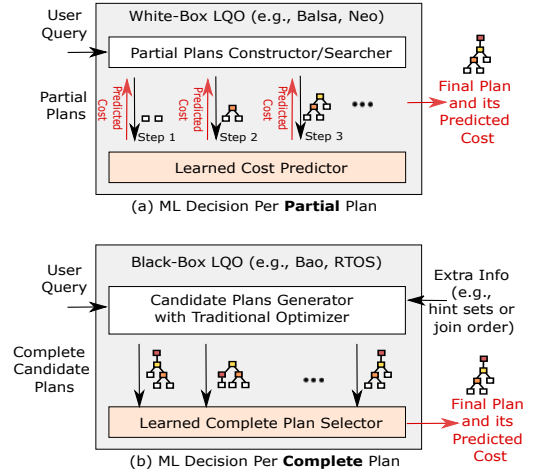 White-Box LQO (e.g., Balsa, Neo)
User
Query
Partial Plans Constructor/Searcher
Partial
Plans
Predicted
Cost
Step 1
Predicted
Cost
Step 2
Predicted
Cost
Step 3
•••
Final Plan
and its
Predicted
Cost
Learned Cost Predictor
(a) ML Decision Per Partial Plan
Black-Box LQO (e.g., Bao, RTOS)
User
Query
Candidate Plans Generator
with Traditional Optimizer
Extra Info
(e.g.,
hint sets or
join order)
Complete
Candidate
Plans
•••
Learned Complete Plan Selector
Final Plan
and its
Predicted
Cost
(b) ML Decision Per Complete Plan